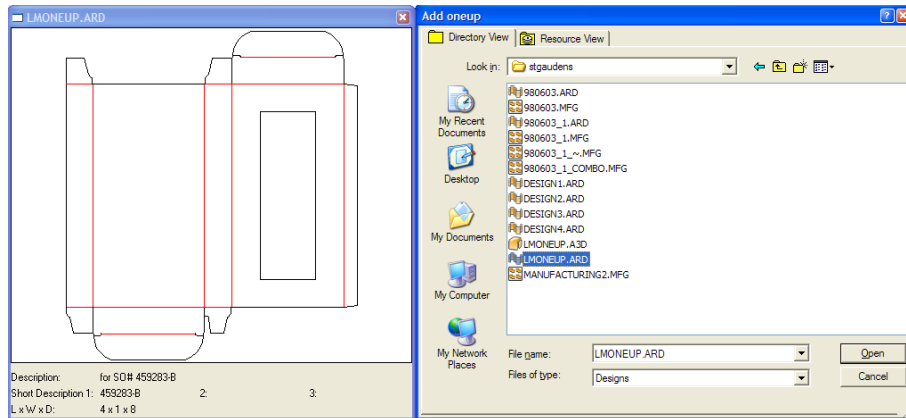 LMONEUP.ARD
Description: for SO# 459283-B
Short Description 1: 459283-B 2: 3:
L x W x D: 4 x 1 x 8
Add oneup
Directory View
Resource View
Look in: stgaudens
My Recent Documents
Desktop
My Documents
My Computer
My Network Places
980603.ARD
980603.MFG
980603_1.ARD
980603_1.MFG
980603_1_~.MFG
980603_1_COMBO.MFG
DESIGN1.ARD
DESIGN2.ARD
DESIGN3.ARD
DESIGN4.ARD
LMONEUP.A3D
LMONEUP.ARD
MANUFACTURING2.MFG
File name: LMONEUP.ARD Open
Files of type: Designs Cancel